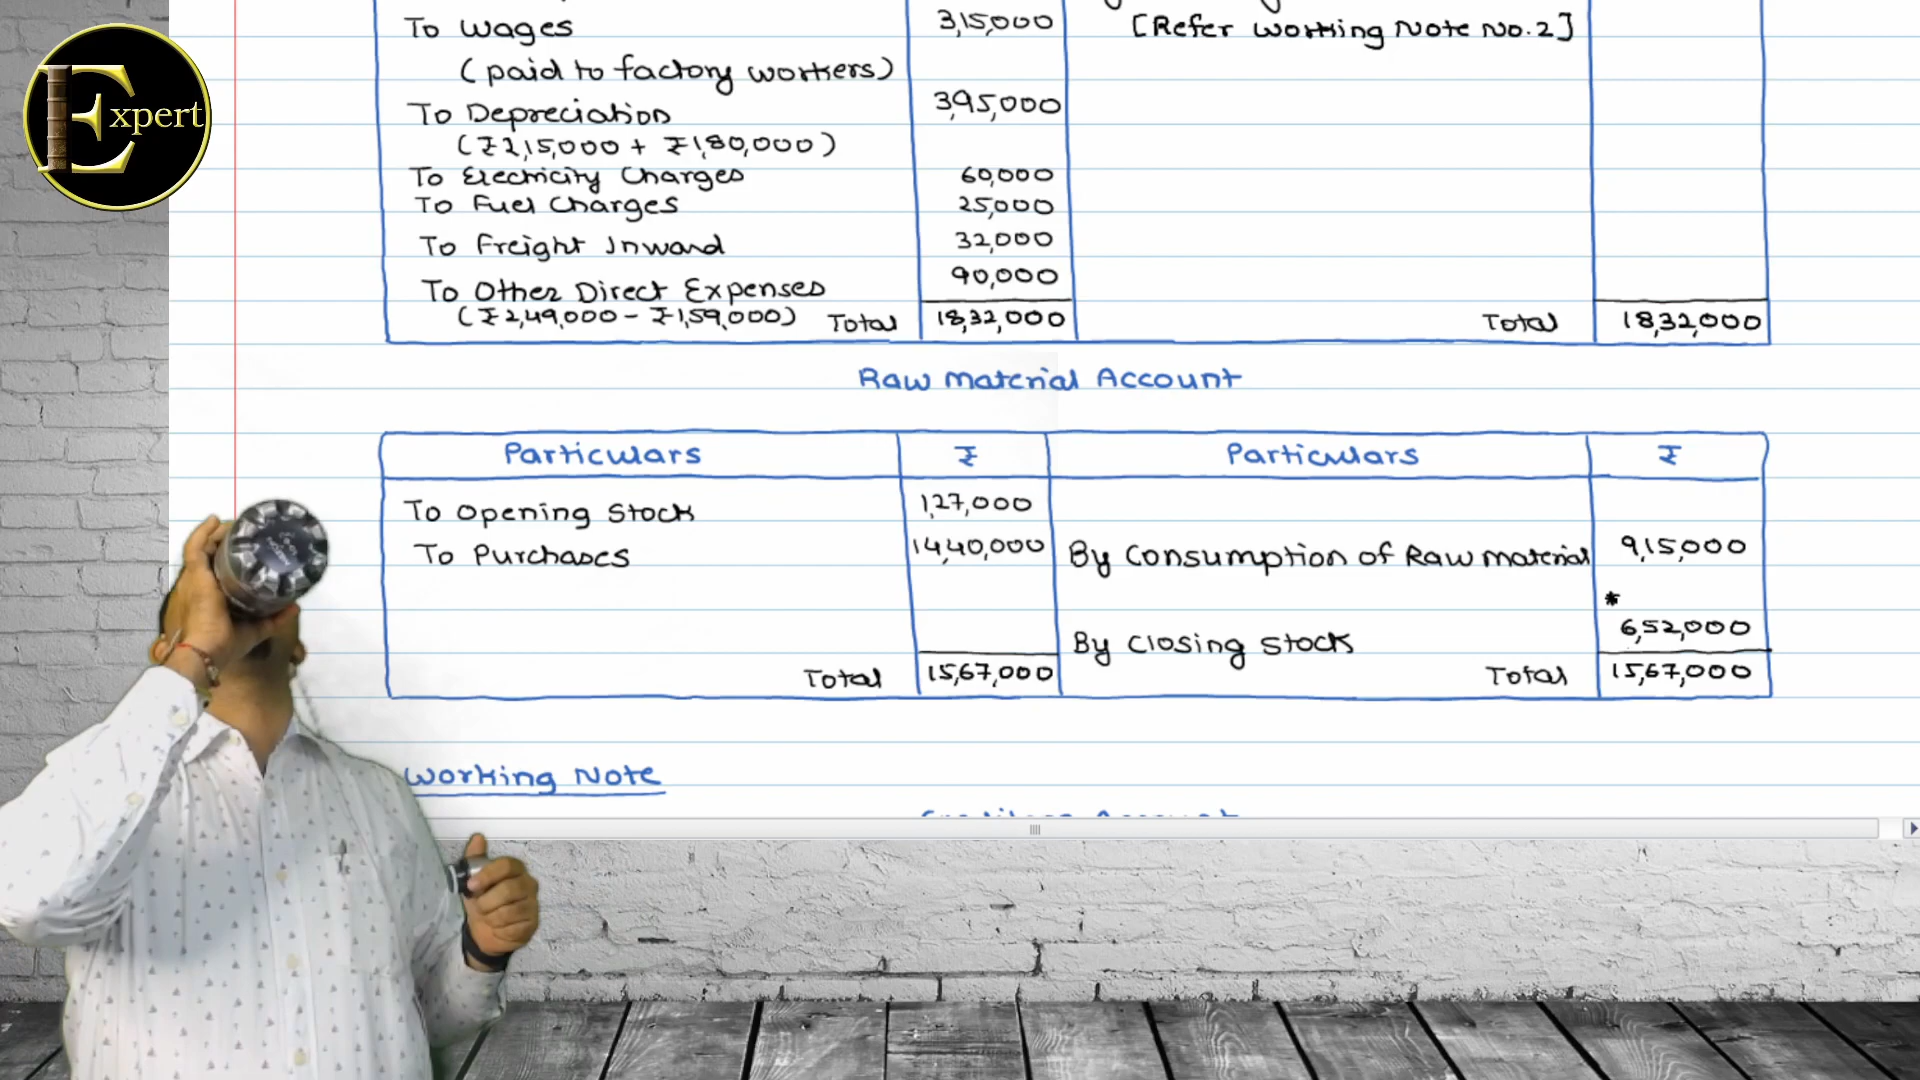 Expert
To Wages 3,15,000 [Refer Working Note No.2]
(paid to factory workers)
To Depreciation 3,95,000
(₹2,15,000 + ₹1,80,000)
To Electricity Charges 60,000
To Fuel Charges 25,000
To Freight Inward 32,000
To Other Direct Expenses 90,000
(₹2,49,000 - ₹1,59,000) Total 18,32,000 Total 18,32,000
Raw Material Account
Particulars ₹ Particulars ₹
To Opening Stock 1,27,000
To Purchases 14,40,000 By Consumption of Raw material 9,15,000
*
By Closing Stock 6,52,000
Total 15,67,000 Total 15,67,000
Working Note